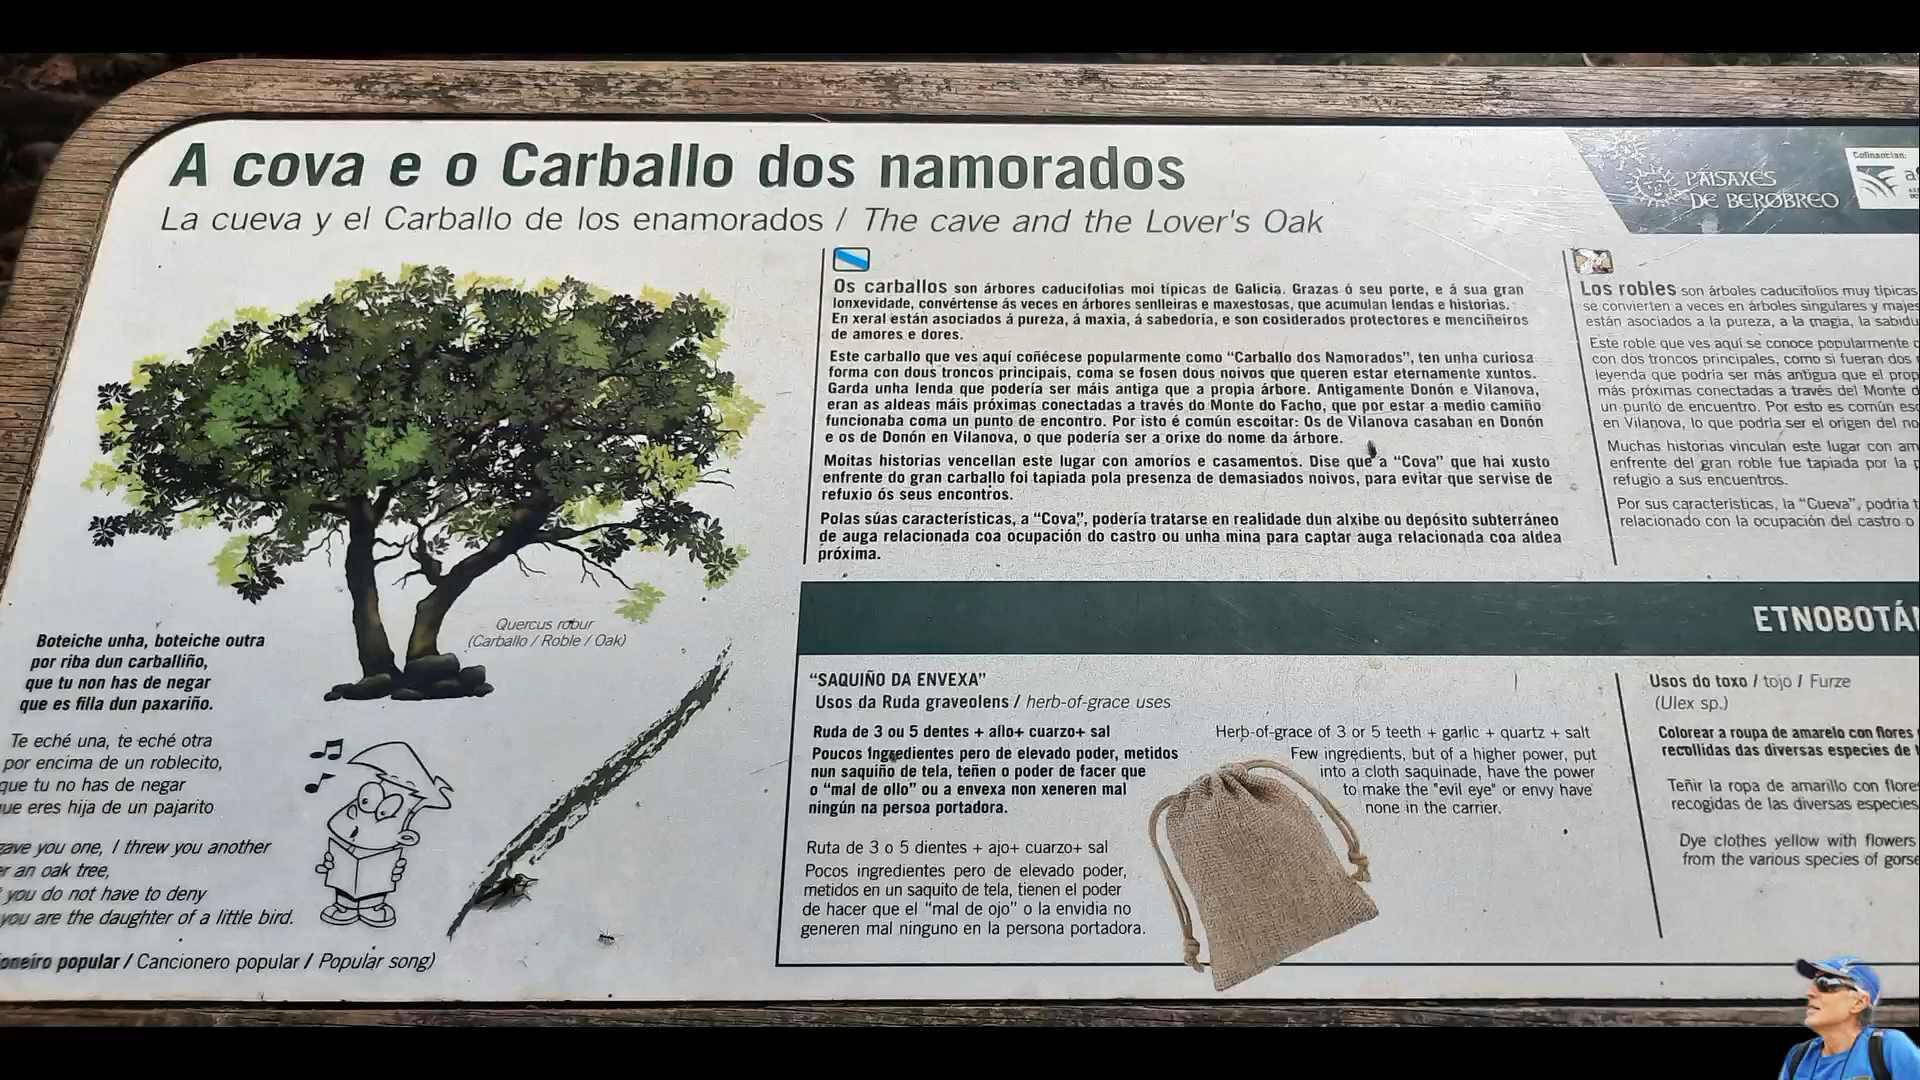 A cova e o Carballo dos namorados
La cueva y el Carballo de los enamorados / The cave and the Lover's Oak
PAISAXES
DE BEROBREO
Cofinancian:
Os carballos son árbores caducifolias moi típicas de Galicia. Grazas ó seu porte, e á sua gran
lonxevidade, convértense ás veces en árbores senlleiras e maxestosas, que acumulan lendas e historias.
En xeral están asociados á pureza, á maxia, á sabedoría, e son cosiderados protectores e menciñeiros
de amores e dores.
Este carballo que ves aquí coñécese popularmente como “Carballo dos Namorados”, ten unha curiosa
forma con dous troncos principais, coma se fosen dous noivos que queren estar eternamente xuntos.
Garda unha lenda que podería ser máis antiga que a propia árbore. Antigamente Donón e Vilanova,
eran as aldeas máis próximas conectadas a través do Monte do Facho, que por estar a medio camiño
funcionaba coma un punto de encontro. Por isto é común escoitar: Os de Vilanova casaban en Donón
e os de Donón en Vilanova, o que podería ser a orixe do nome da árbore.
Moitas historias vencellan este lugar con amoríos e casamentos. Dise que a “Cova” que hai xusto
enfrente do gran carballo foi tapiada pola presenza de demasiados noivos, para evitar que servise de
refuxio ós seus encontros.
Polas súas características, a “Cova”, podería tratarse en realidade dun alxibe ou depósito subterráneo
de auga relacionada coa ocupación do castro ou unha mina para captar auga relacionada coa aldea
próxima.
Los robles son árboles caducifolios muy típicas
se convierten a veces en árboles singulares y
están asociados a la pureza, a la magia, la
Este roble que ves aquí se conoce popularmente
con dos troncos principales, como si fueran dos
leyenda que podría ser más antigua que el
más próximas conectadas a través del Monte
un punto de encuentro. Por esto es común
en Vilanova, lo que podría ser el origen del
Muchas historias vinculan este lugar con
enfrente del gran roble fue tapiada por la
refugio a sus encuentros.
Por sus características, la “Cueva”, podría
relacionado con la ocupación del castro o
Quercus robur
(Carballo / Roble / Oak)
Boteiche unha, boteiche outra
por riba dun carballiño,
que tu non has de negar
que es filla dun paxariño.
Te eché una, te eché otra
por encima de un roblecito,
que tu no has de negar
que eres hija de un pajarito
you one, I threw you another
an oak tree,
you do not have to deny
you are the daughter of a little bird.
popular / Cancionero popular / Popular song)
ETNOBOTÁ
“SAQUIÑO DA ENVEXA”
Usos da Ruda graveolens / herb-of-grace uses
Ruda de 3 ou 5 dentes + allo+ cuarzo+ sal
Poucos ingredientes pero de elevado poder, metidos
nun saquiño de tela, teñen o poder de facer que
o “mal de ollo” ou a envexa non xeneren mal
ningún na persoa portadora.
Ruta de 3 o 5 dientes + ajo+ cuarzo+ sal
Pocos ingredientes pero de elevado poder,
metidos en un saquito de tela, tienen el poder
de hacer que el “mal de ojo” o la envidia no
generen mal ninguno en la persona portadora.
Herb-of-grace of 3 or 5 teeth + garlic + quartz + salt
Few ingredients, but of a higher power, put
into a cloth saquinade, have the power
to make the "evil eye" or envy have
none in the carrier.
Usos do toxo / tojo / Furze
(Ulex sp.)
Colorear a roupa de amarelo con flores
recollidas das diversas especies de
Teñir la ropa de amarillo con
recogidas de las diversas especies
Dye clothes yellow with flowers
from the various species of